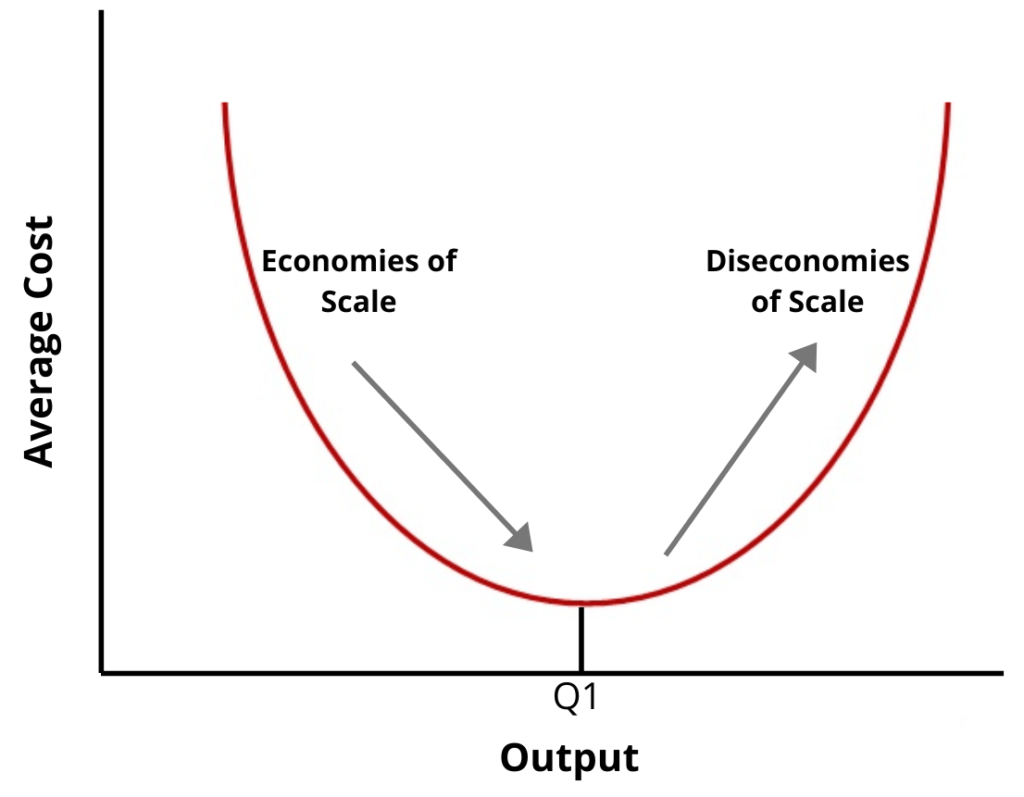 Average Cost
Economies of
Scale
Diseconomies
of Scale
Q1
Output